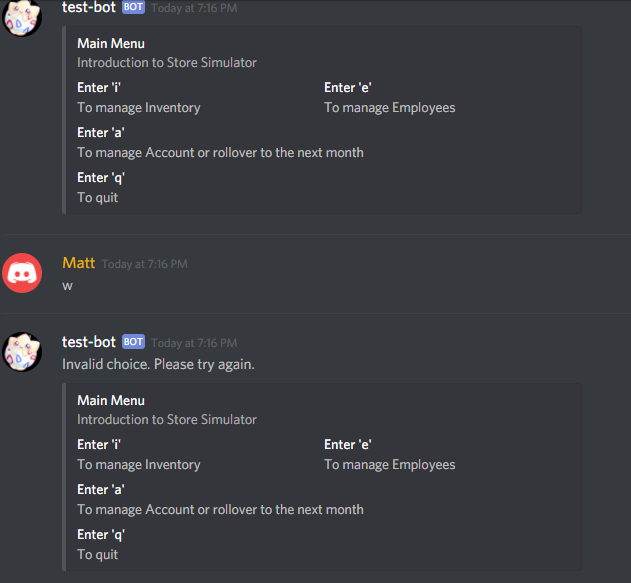 test-bot BOT Today at 7:16 PM
Main Menu
Introduction to Store Simulator
Enter 'i' Enter 'e'
To manage Inventory To manage Employees
Enter 'a'
To manage Account or rollover to the next month
Enter 'q'
To quit
Matt Today at 7:16 PM
w
test-bot BOT Today at 7:16 PM
Invalid choice. Please try again.
Main Menu
Introduction to Store Simulator
Enter 'i' Enter 'e'
To manage Inventory To manage Employees
Enter 'a'
To manage Account or rollover to the next month
Enter 'q'
To quit